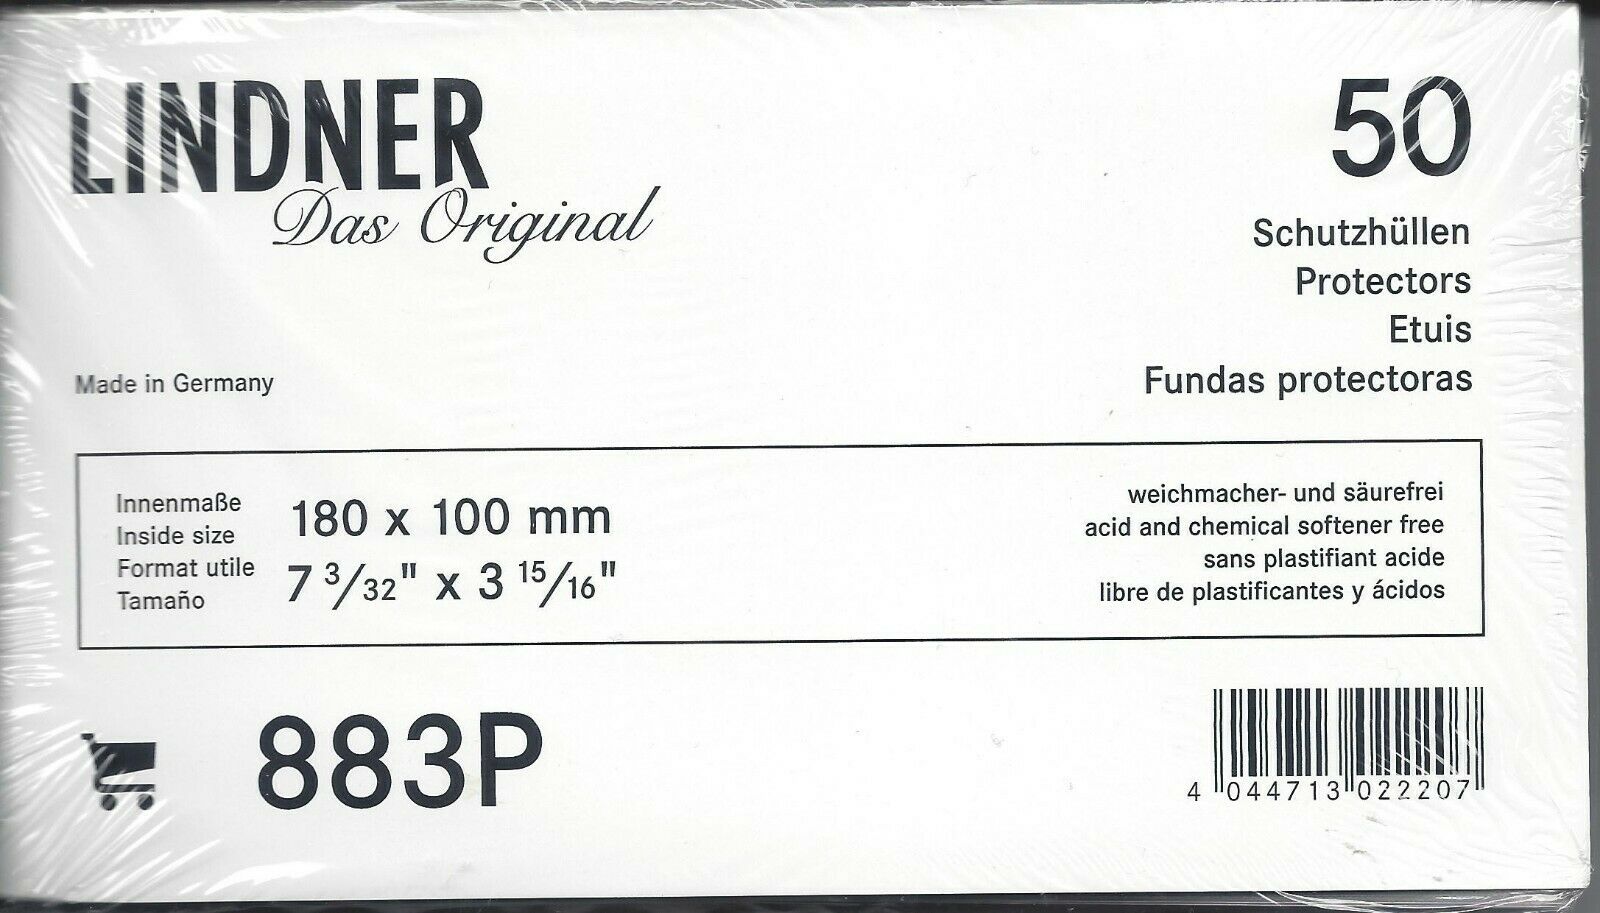 LINDNER
Das Original
50
Schutzhüllen
Protectors
Etuis
Fundas protectoras
Made in Germany
Innenmaße
Inside size
Format utile
Tamaño
180 x 100 mm
7 3/32" x 3 15/16"
weichmacher- und säurefrei
acid and chemical softener free
sans plastifiant acide
libre de plastificantes y ácidos
883P
4 044713 022207